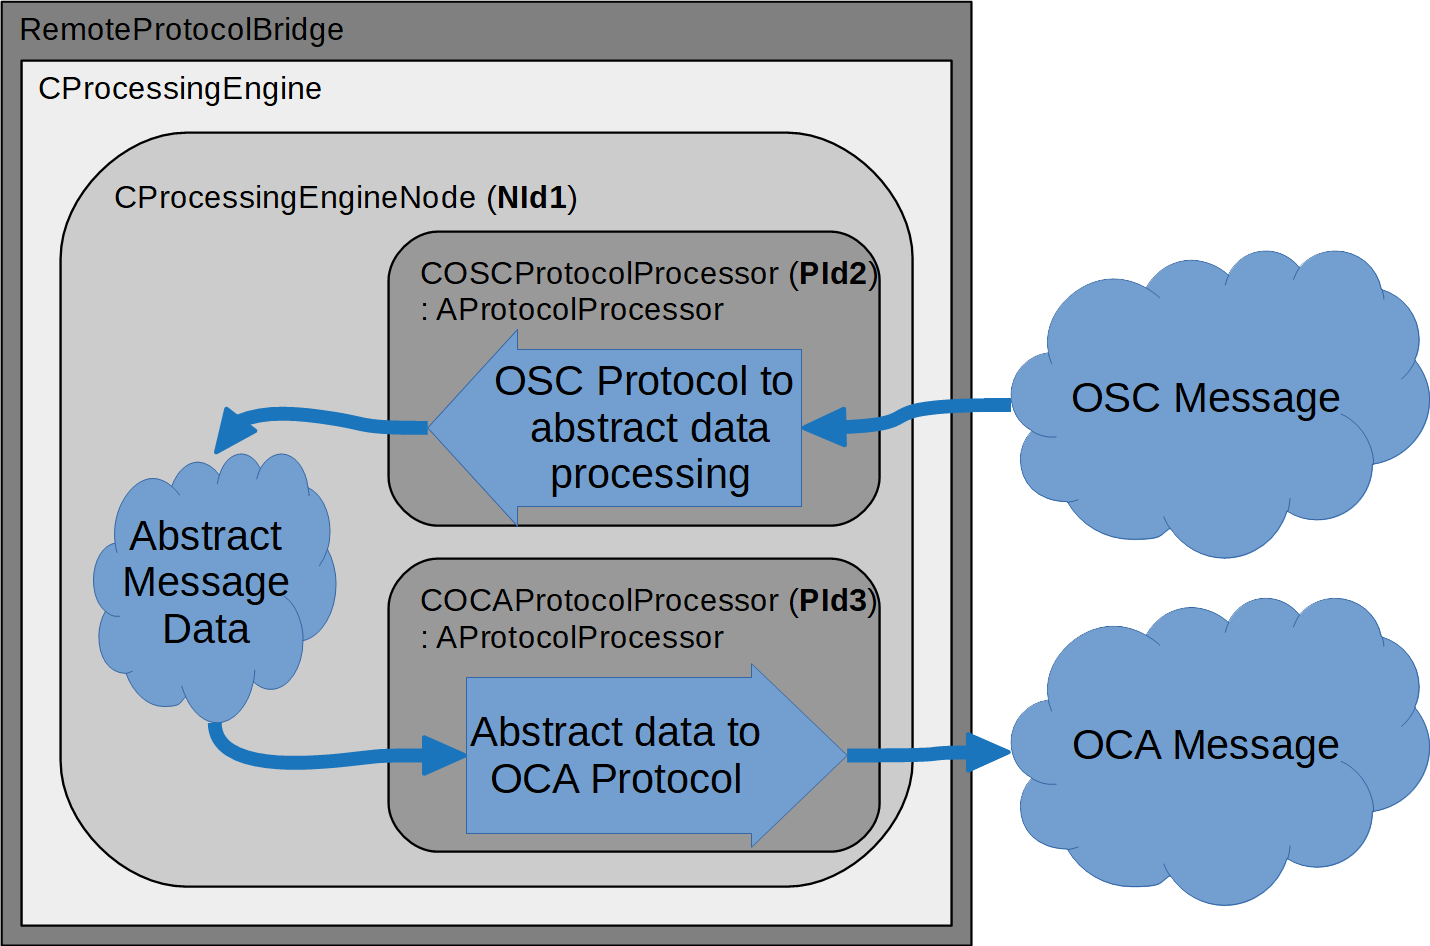 RemoteProtocolBridge
CProcessingEngine
CProcessingEngineNode (NId1)
COSCProtocolProcessor (PId2)
: AProtocolProcessor
OSC Protocol to
abstract data
processing
OSC Message
Abstract
Message
Data
COCAProtocolProcessor (PId3)
: AProtocolProcessor
Abstract data to
OCA Protocol
OCA Message